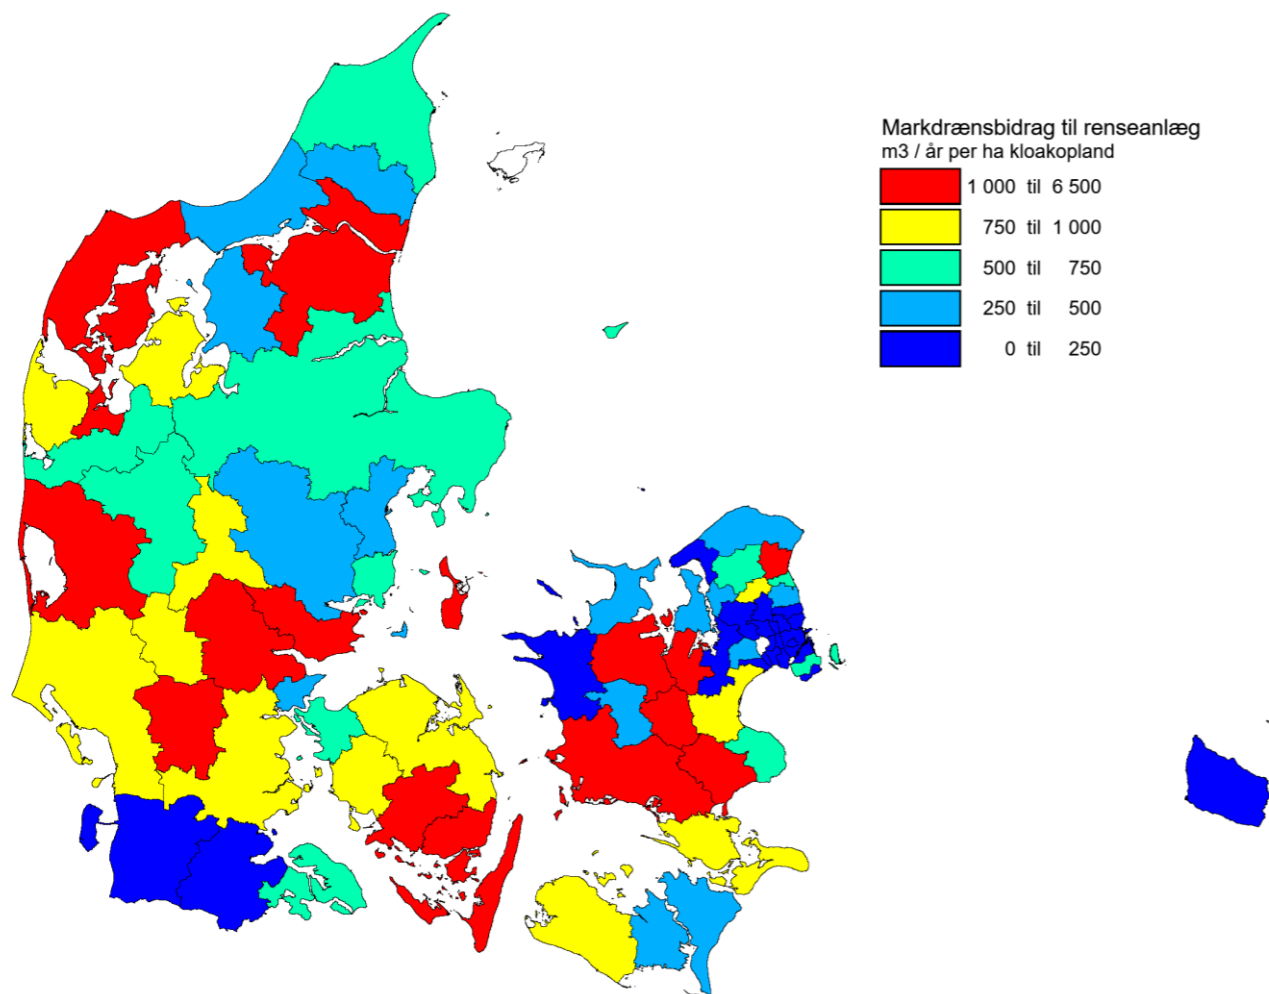 Markdrænsbidrag til renseanlæg
m3 / år per ha kloakopland
1 000 til 6 500
750 til 1 000
500 til 750
250 til 500
0 til 250